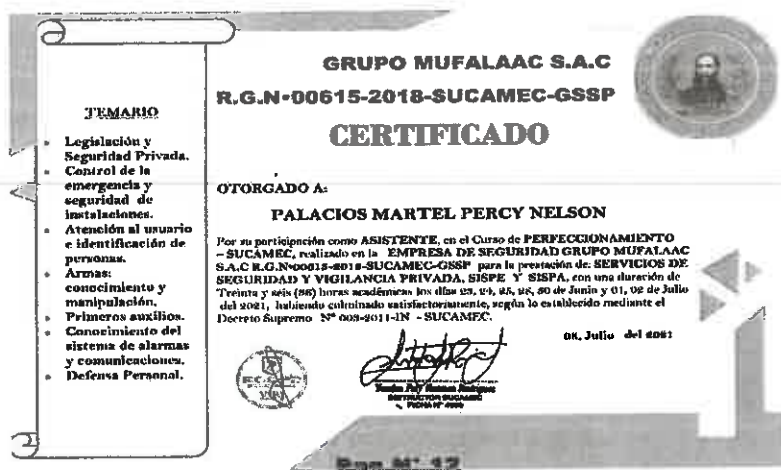 TEMARIO
• Legislación y
Seguridad Privada.
• Control de la
emergencia y
seguridad de
instalaciones.
• Atención al usuario
e identificación de
personas.
• Armas:
conocimiento y
manipulación.
• Primeros auxilios.
• Conocimiento del
sistema de alarmas
y comunicaciones.
• Defensa Personal.
GRUPO MUFALAAC S.A.C
R.G.N•00615-2018-SUCAMEC-GSSP
CERTIFICADO
OTORGADO A:
PALACIOS MARTEL PERCY NELSON
Por su participación como ASISTENTE, en el Curso de PERFECCIONAMIENTO
– SUCAMEC, realizado en la EMPRESA DE SEGURIDAD GRUPO MUFALAAC
S.A.C R.G.N•00615-2018-SUCAMEC-GSSP para la prestación de: SERVICIOS DE
SEGURIDAD Y VIGILANCIA PRIVADA, SISPE Y SISPA, con una duración de
Treinta y seis (36) horas académicas los días 23, 24, 25, 28, 30 de Junio y 01, 02 de Julio
del 2021, habiendo culminado satisfactoriamente, según lo establecido mediante el
Decreto Supremo Nº 003-2011-IN - SUCAMEC.
Julio del 2021
INSTRUCTOR SUCAMEC
Reg. Nº 17